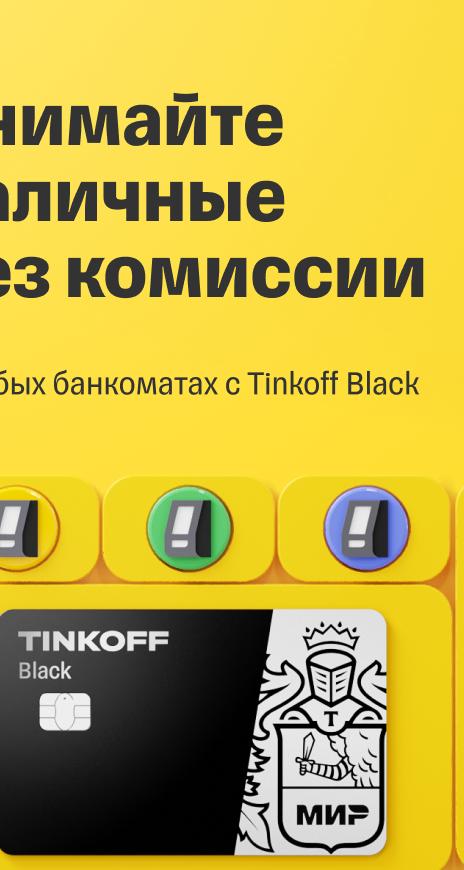 нимайте
аличные
ез комиссии
бых банкоматах с Tinkoff Black
TINKOFF
Black
T
МИР